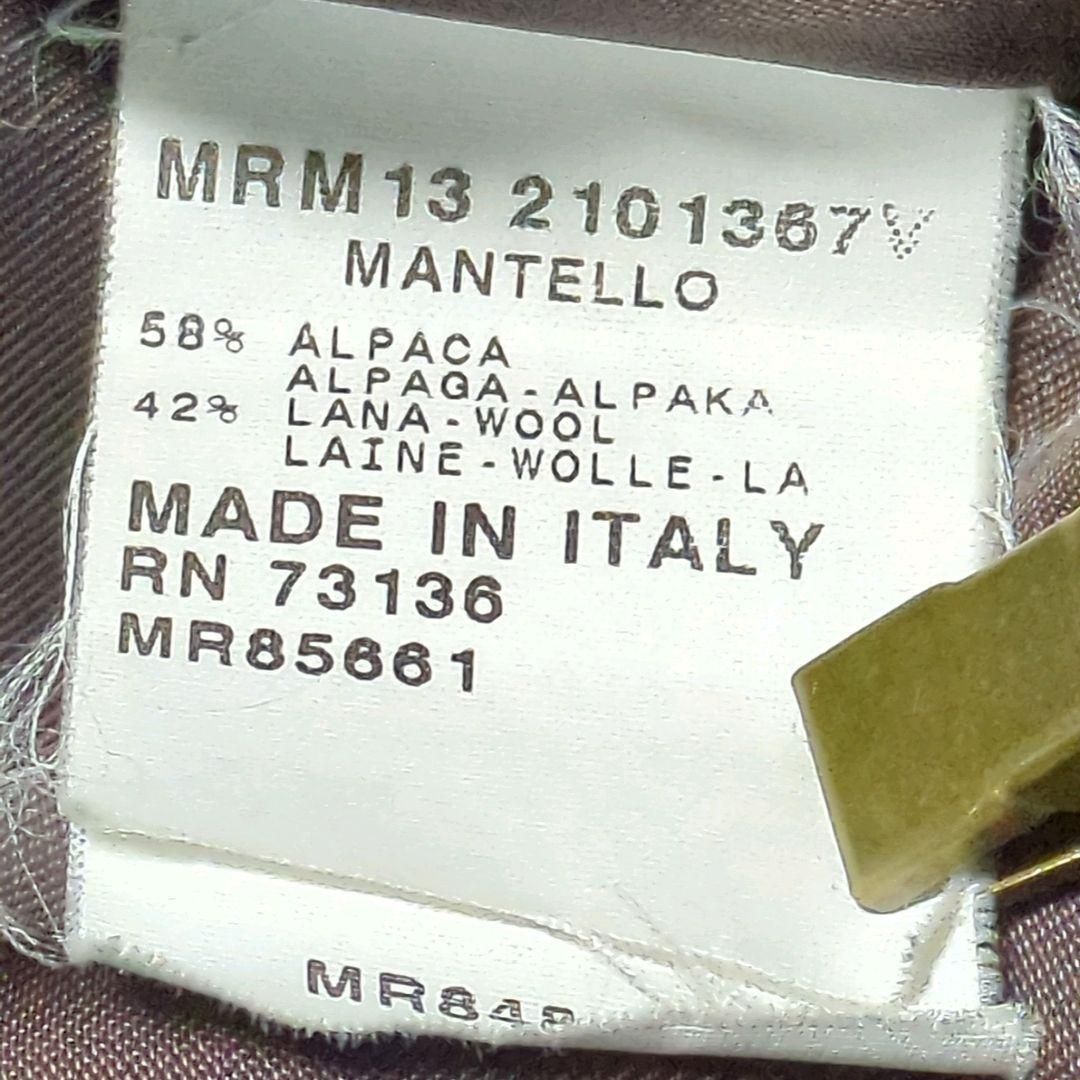 MRM13 2101367V
MANTELLO
58% ALPACA
ALPAGA-ALPAKA
42% LANA-WOOL
LAINE-WOLLE-LA
MADE IN ITALY
RN 73136
MR85661